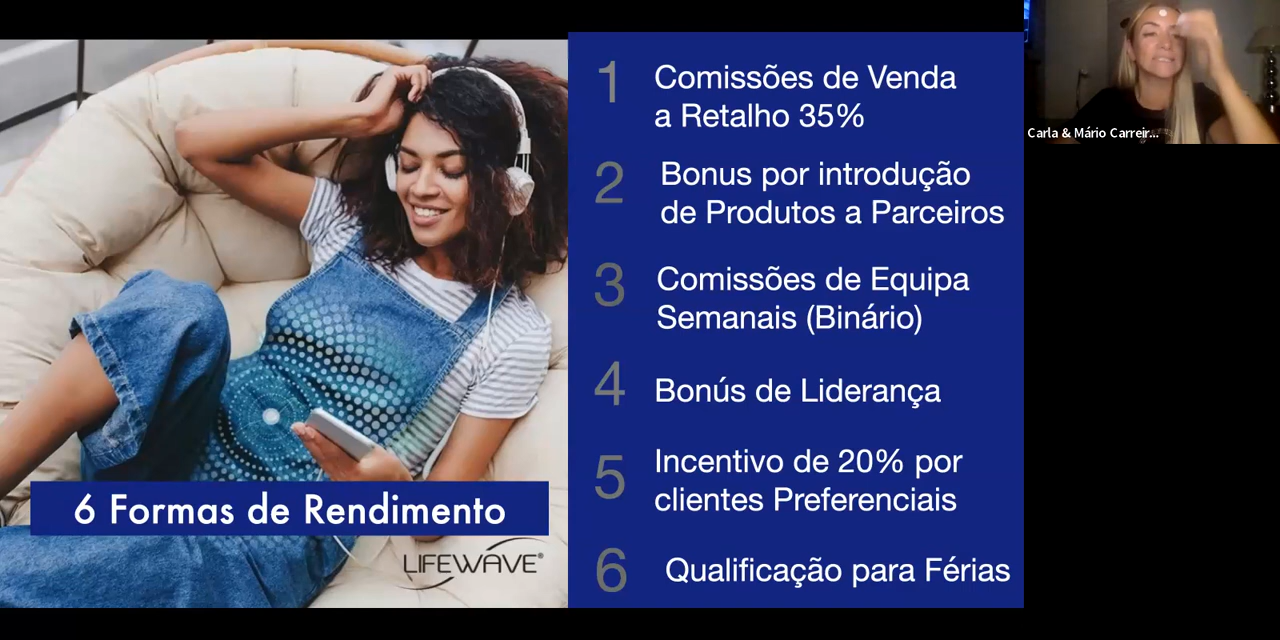 1 Comissões de Venda
a Retalho 35%
2 Bonus por introdução
de Produtos a Parceiros
3 Comissões de Equipa
Semanais (Binário)
4 Bonús de Liderança
5 Incentivo de 20% por
clientes Preferenciais
6 Qualificação para Férias
6 Formas de Rendimento
LIFEWAVE®
Carla & Mário Carreir...